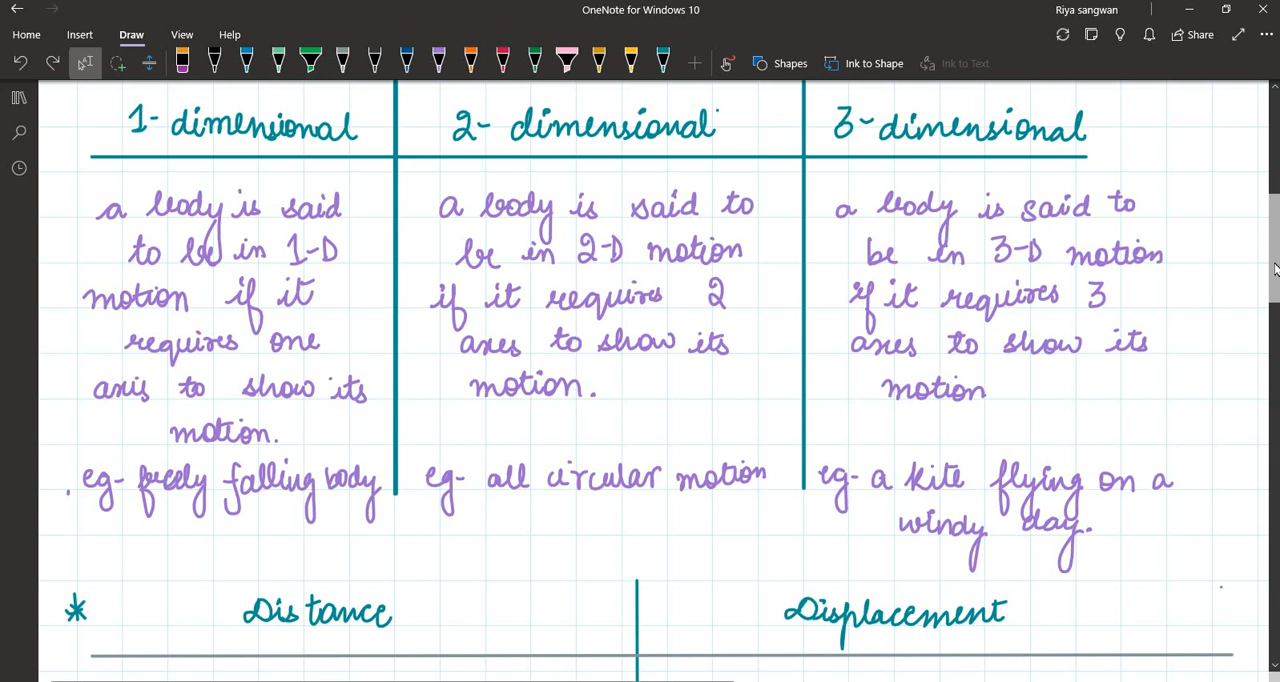 OneNote for Windows 10
Riya sangwan
Home Insert Draw View Help
Share
Shapes Ink to Shape Ink to Text
1-dimensional
a body is said
to be in 1-D
motion if it
requires one
axis to show its
motion.
eg- freely falling body
2- dimensional
a body is said to
be in 2-D motion
if it requires 2
axes to show its
motion.
eg- all circular motion
3-dimensional
a body is said to
be in 3-D motion
if it requires 3
axes to show its
motion
eg- a kite flying on a
windy day.
* Distance
Displacement